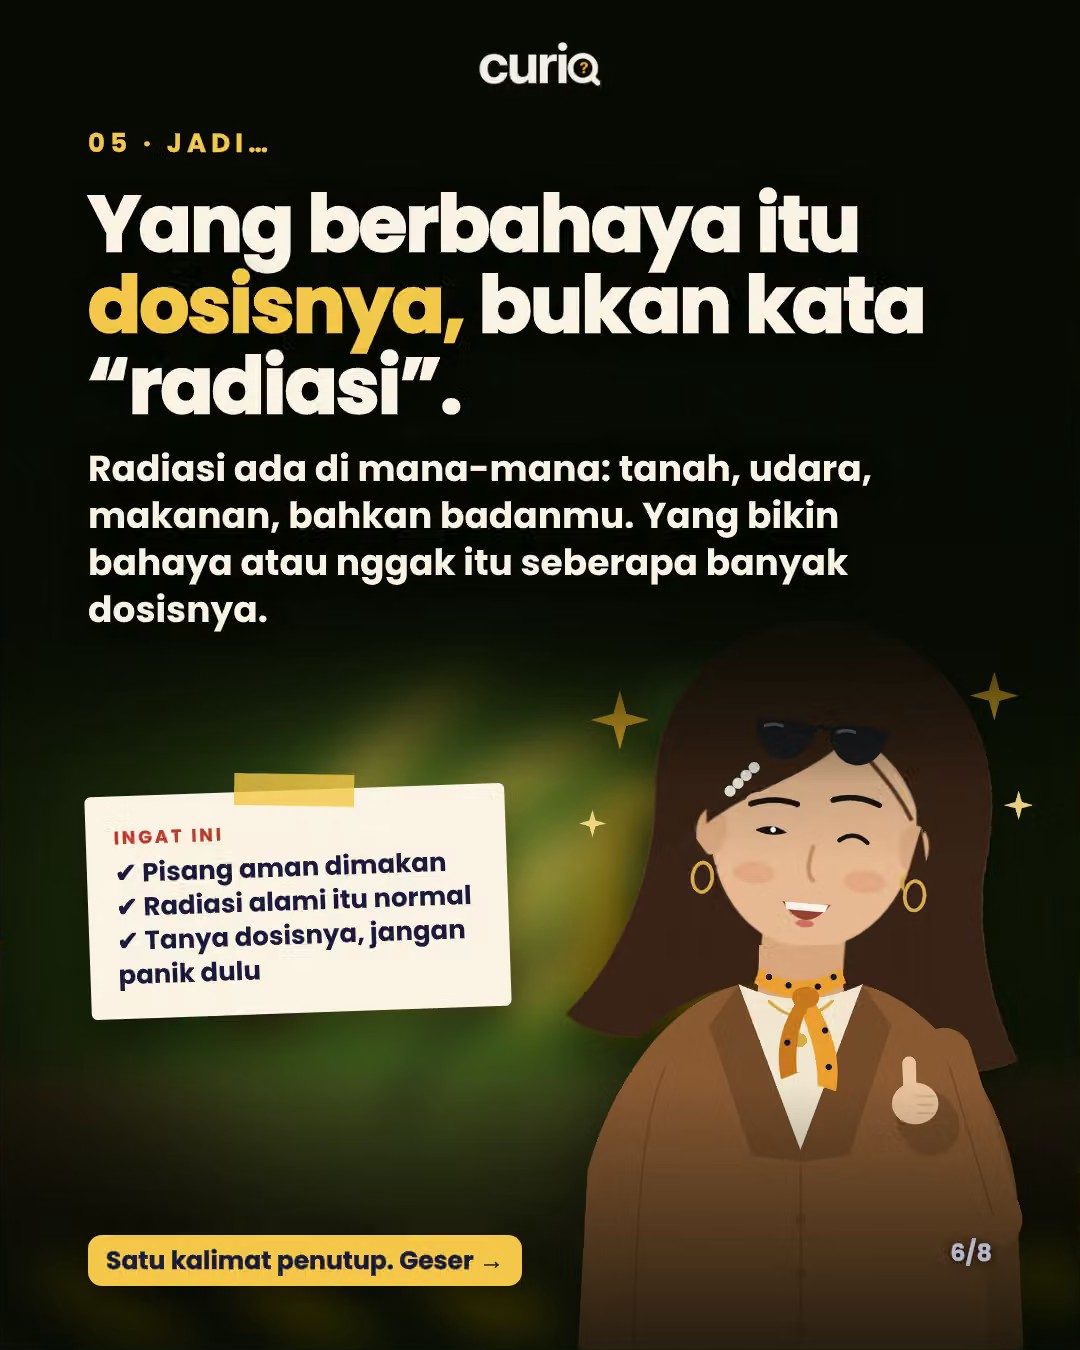 curio
05 · JADI…
Yang berbahaya itu
dosisnya, bukan kata
“radiasi”.
Radiasi ada di mana-mana: tanah, udara,
makanan, bahkan badanmu. Yang bikin
bahaya atau nggak itu seberapa banyak
dosisnya.
INGAT INI
✔ Pisang aman dimakan
✔ Radiasi alami itu normal
✔ Tanya dosisnya, jangan
panik dulu
Satu kalimat penutup. Geser →
6/8